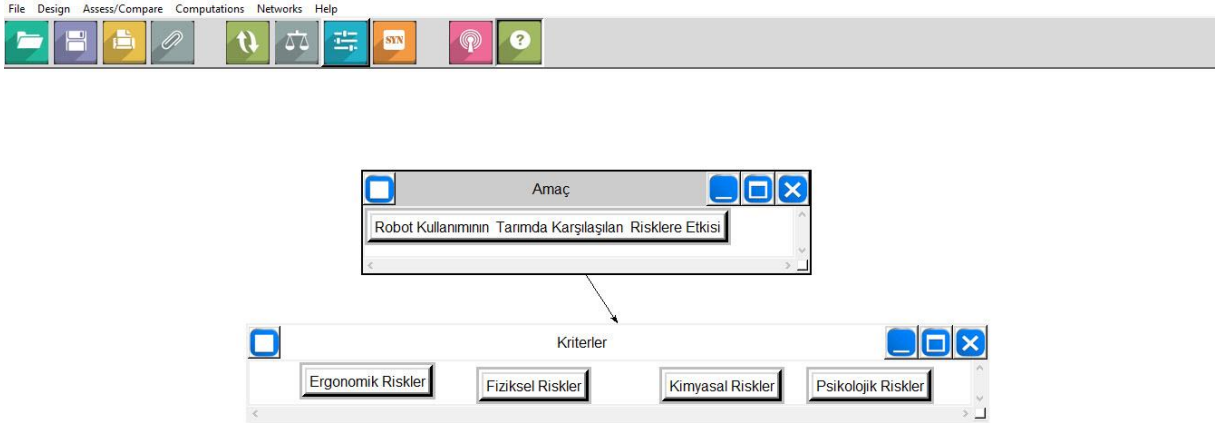 File Design Assess/Compare Computations Networks Help
SYN
Amaç
Robot Kullanımının Tarımda Karşılaşılan Risklere Etkisi
Kriterler
Ergonomik Riskler Fiziksel Riskler Kimyasal Riskler Psikolojik Riskler